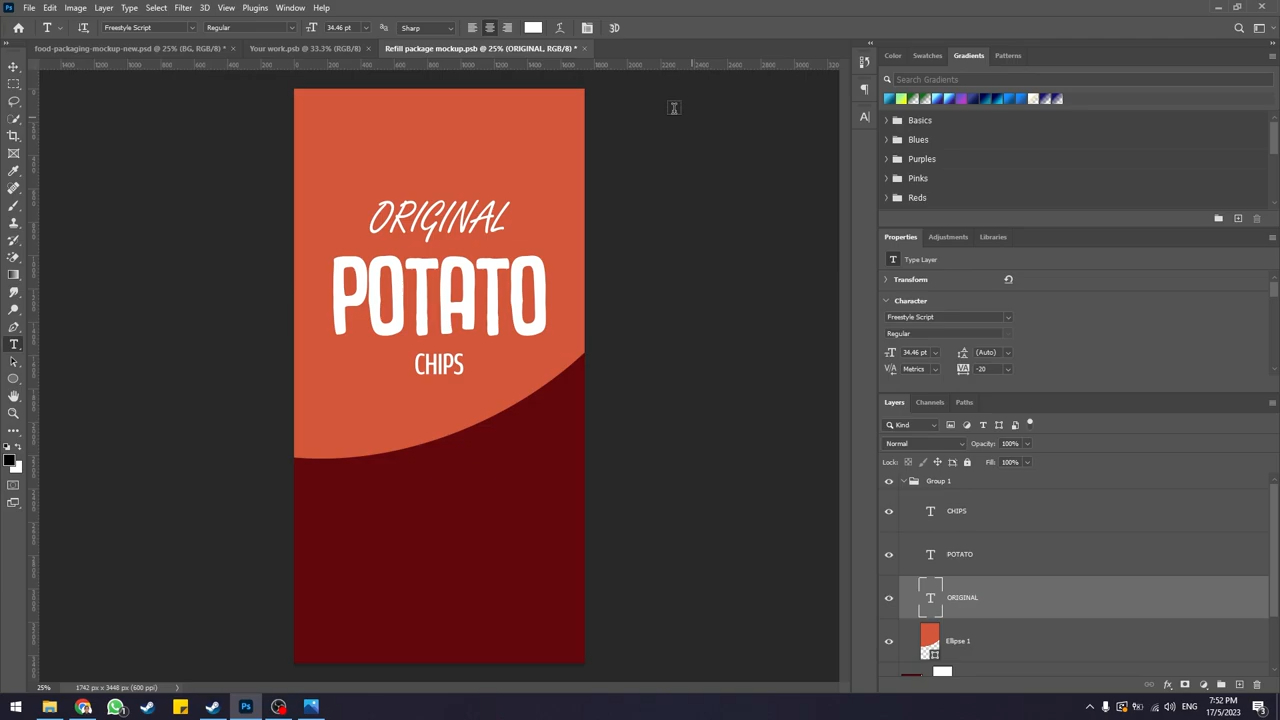 File Edit Image Layer Type Select Filter 3D View Plugins Window Help
Freestyle Script Regular 34.46 pt Sharp 3D
food-packaging-mockup-new.psd @ 25% (BG, RGB/8) * × Your work.psb @ 33.3% (RGB/8) × Refill package mockup.psb @ 25% (ORIGINAL, RGB/8) * ×
ORIGINAL
POTATO
CHIPS
Color Swatches Gradients Patterns
Search Gradients
Basics
Blues
Purples
Pinks
Reds
Properties Adjustments Libraries
Type Layer
Transform
Character
Freestyle Script
Regular
34.46 pt (Auto)
Metrics -20
Layers Channels Paths
Kind
Normal Opacity: 100%
Lock: Fill: 100%
Group 1
CHIPS
POTATO
ORIGINAL
Ellipse 1
25% 1742 px x 3448 px (600 ppi)
ENG 7:52 PM
17/5/2023